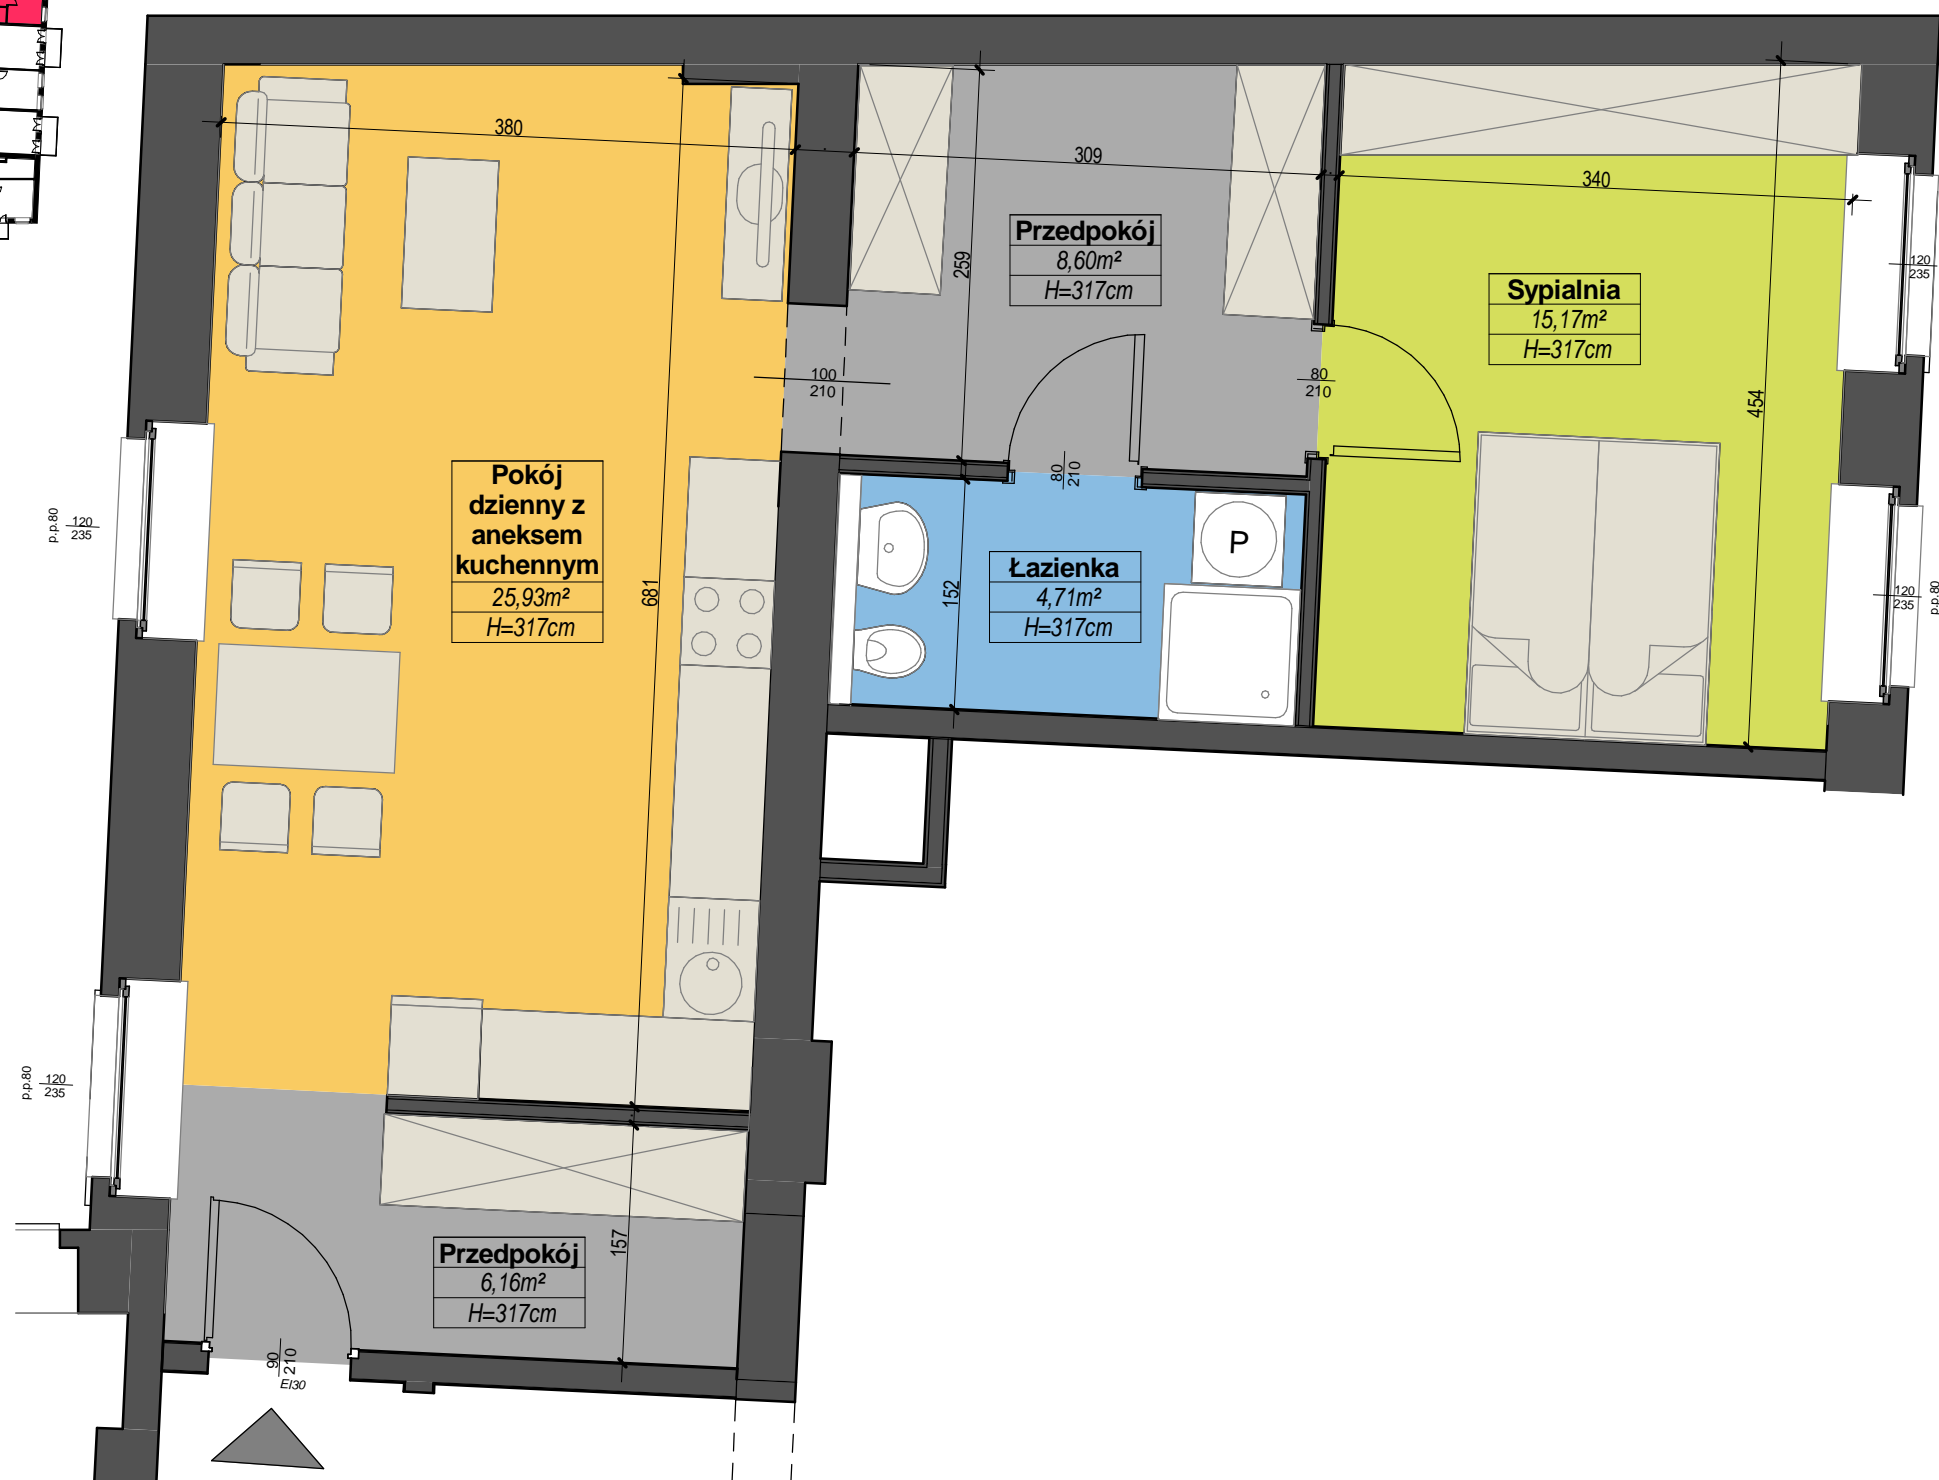 380
309
340
Przedpokój
8,60m²
H=317cm
259
Sypialnia
15,17m²
H=317cm
120
235
100
210
80
210
454
Pokój
dzienny z
aneksem
kuchennym
25,93m²
H=317cm
80
210
p.p.80
120
235
681
152
Łazienka
4,71m²
H=317cm
P
120
235
p.p.80
p.p.80
120
235
157
Przedpokój
6,16m²
H=317cm
90
210
EI30